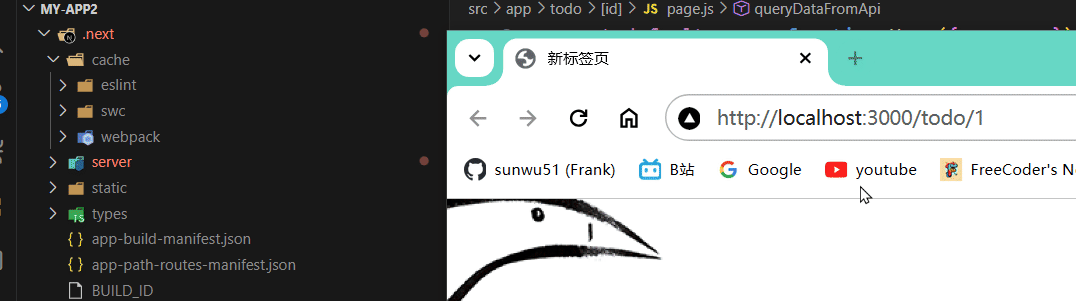 MY-APP2
.next
cache
eslint
swc
webpack
server
static
types
{ } app-build-manifest.json
{ } app-path-routes-manifest.json
BUILD_ID
src > app > todo > [id] > JS page.js > queryDataFromApi
新标签页
http://localhost:3000/todo/1
sunwu51 (Frank) B站 Google youtube FreeCoder's